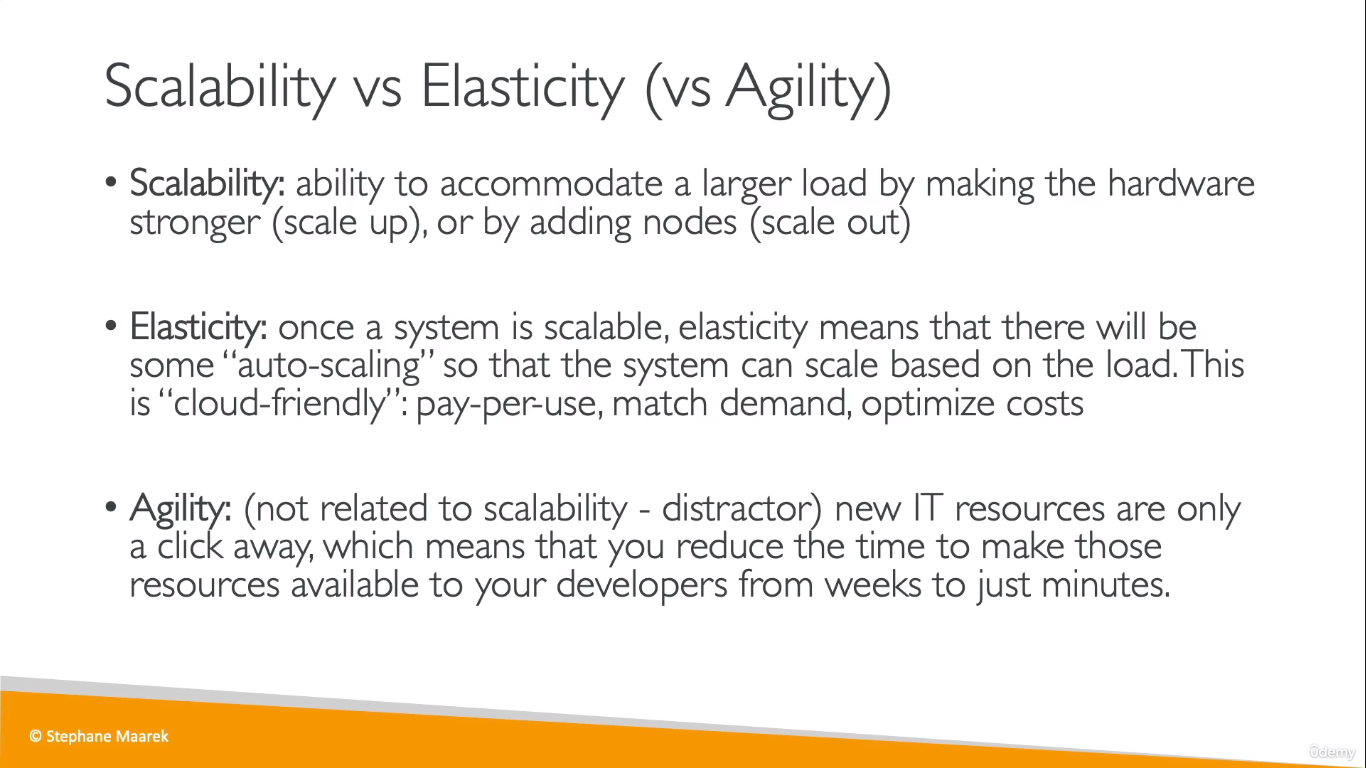 Scalability vs Elasticity (vs Agility)
• Scalability: ability to accommodate a larger load by making the hardware
stronger (scale up), or by adding nodes (scale out)
• Elasticity: once a system is scalable, elasticity means that there will be
some “auto-scaling” so that the system can scale based on the load. This
is “cloud-friendly”: pay-per-use, match demand, optimize costs
• Agility: (not related to scalability - distractor) new IT resources are only
a click away, which means that you reduce the time to make those
resources available to your developers from weeks to just minutes.
© Stephane Maarek
ûdemy